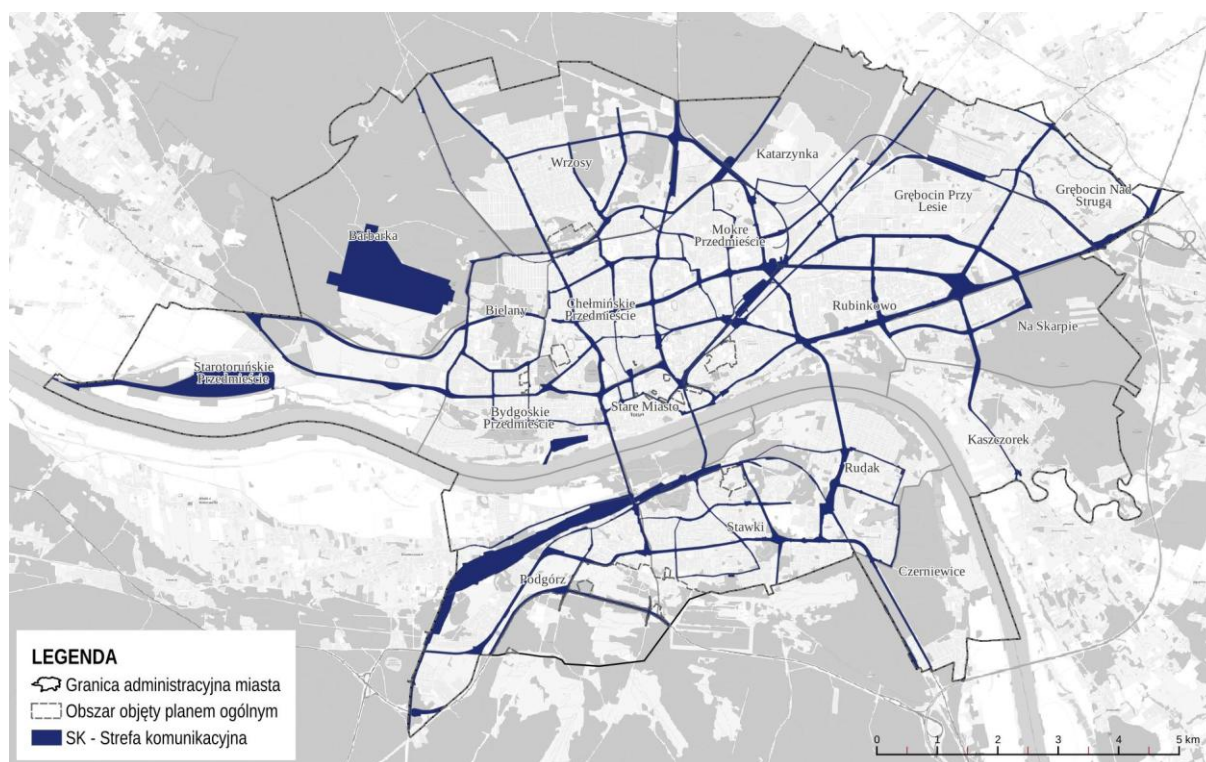 Wrzosy
Katarzynka
Grębocin Przy
Lesie
Grębocin Nad
Strugą
Barbarka
Mokre
Przedmieście
Bielany
Chełmińskie
Przedmieście
Rubinkowo
Na Skarpie
Starotoruńskie
Przedmieście
Bydgoskie
Przedmieście
Stare Miasto
Kaszczorek
Rudak
Stawki
Podgórz
Czerniewice
LEGENDA
Granica administracyjna miasta
Obszar objęty planem ogólnym
SK - Strefa komunikacyjna
0 1 2 3 4 5 km